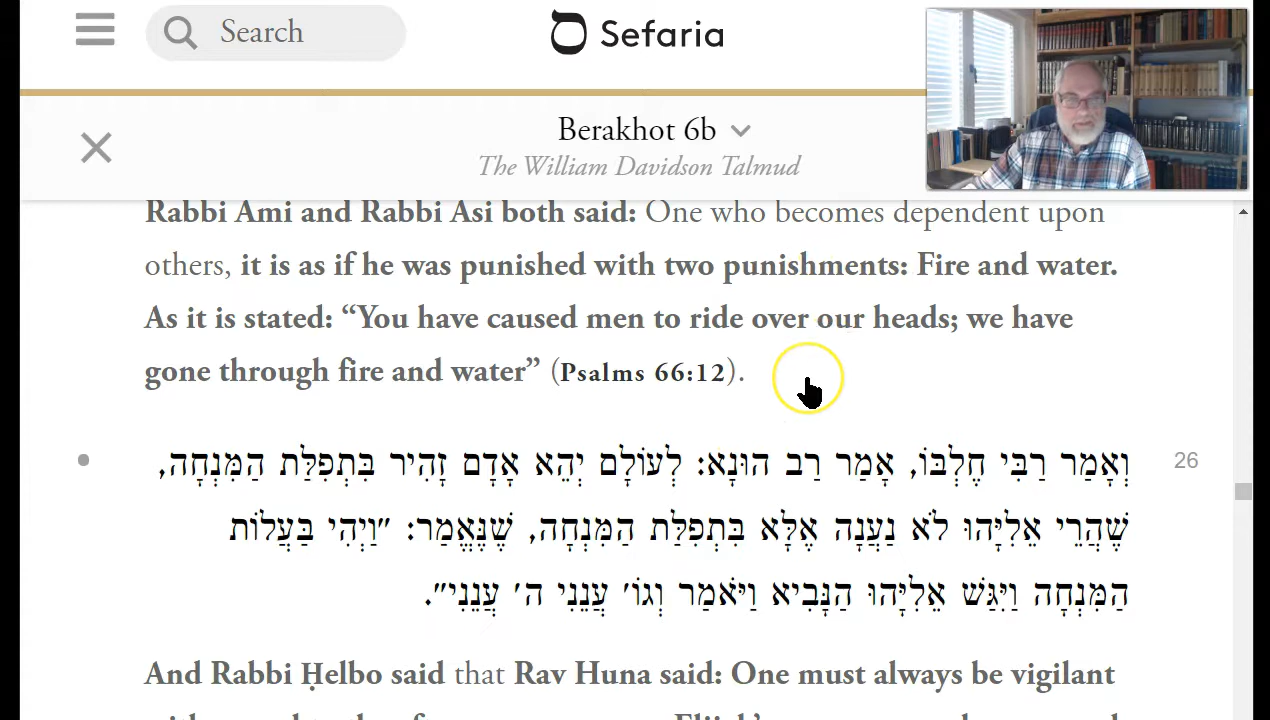 Search
Sefaria
Berakhot 6b
The William Davidson Talmud
Rabbi Ami and Rabbi Asi both said: One who becomes dependent upon
others, it is as if he was punished with two punishments: Fire and water.
As it is stated: “You have caused men to ride over our heads; we have
gone through fire and water” (Psalms 66:12).
26
וְאָמַר רַבִּי חֶלְבּוֹ, אָמַר רַב הוּנָא: לְעוֹלָם יְהֵא אָדָם זָהִיר בִּתְפִלַּת הַמִּנְחָה,
שֶׁהֲרֵי אֵלִיָּהוּ לֹא נַעֲנָה אֶלָּא בִּתְפִלַּת הַמִּנְחָה, שֶׁנֶּאֱמַר: ״וַיְהִי בַּעֲלוֹת
הַמִּנְחָה וַיִּגַּשׁ אֵלִיָּהוּ הַנָּבִיא וַיֹּאמַר וְגוֹ׳ עֲנֵנִי ה׳ עֲנֵנִי״.
And Rabbi Ḥelbo said that Rav Huna said: One must always be vigilant